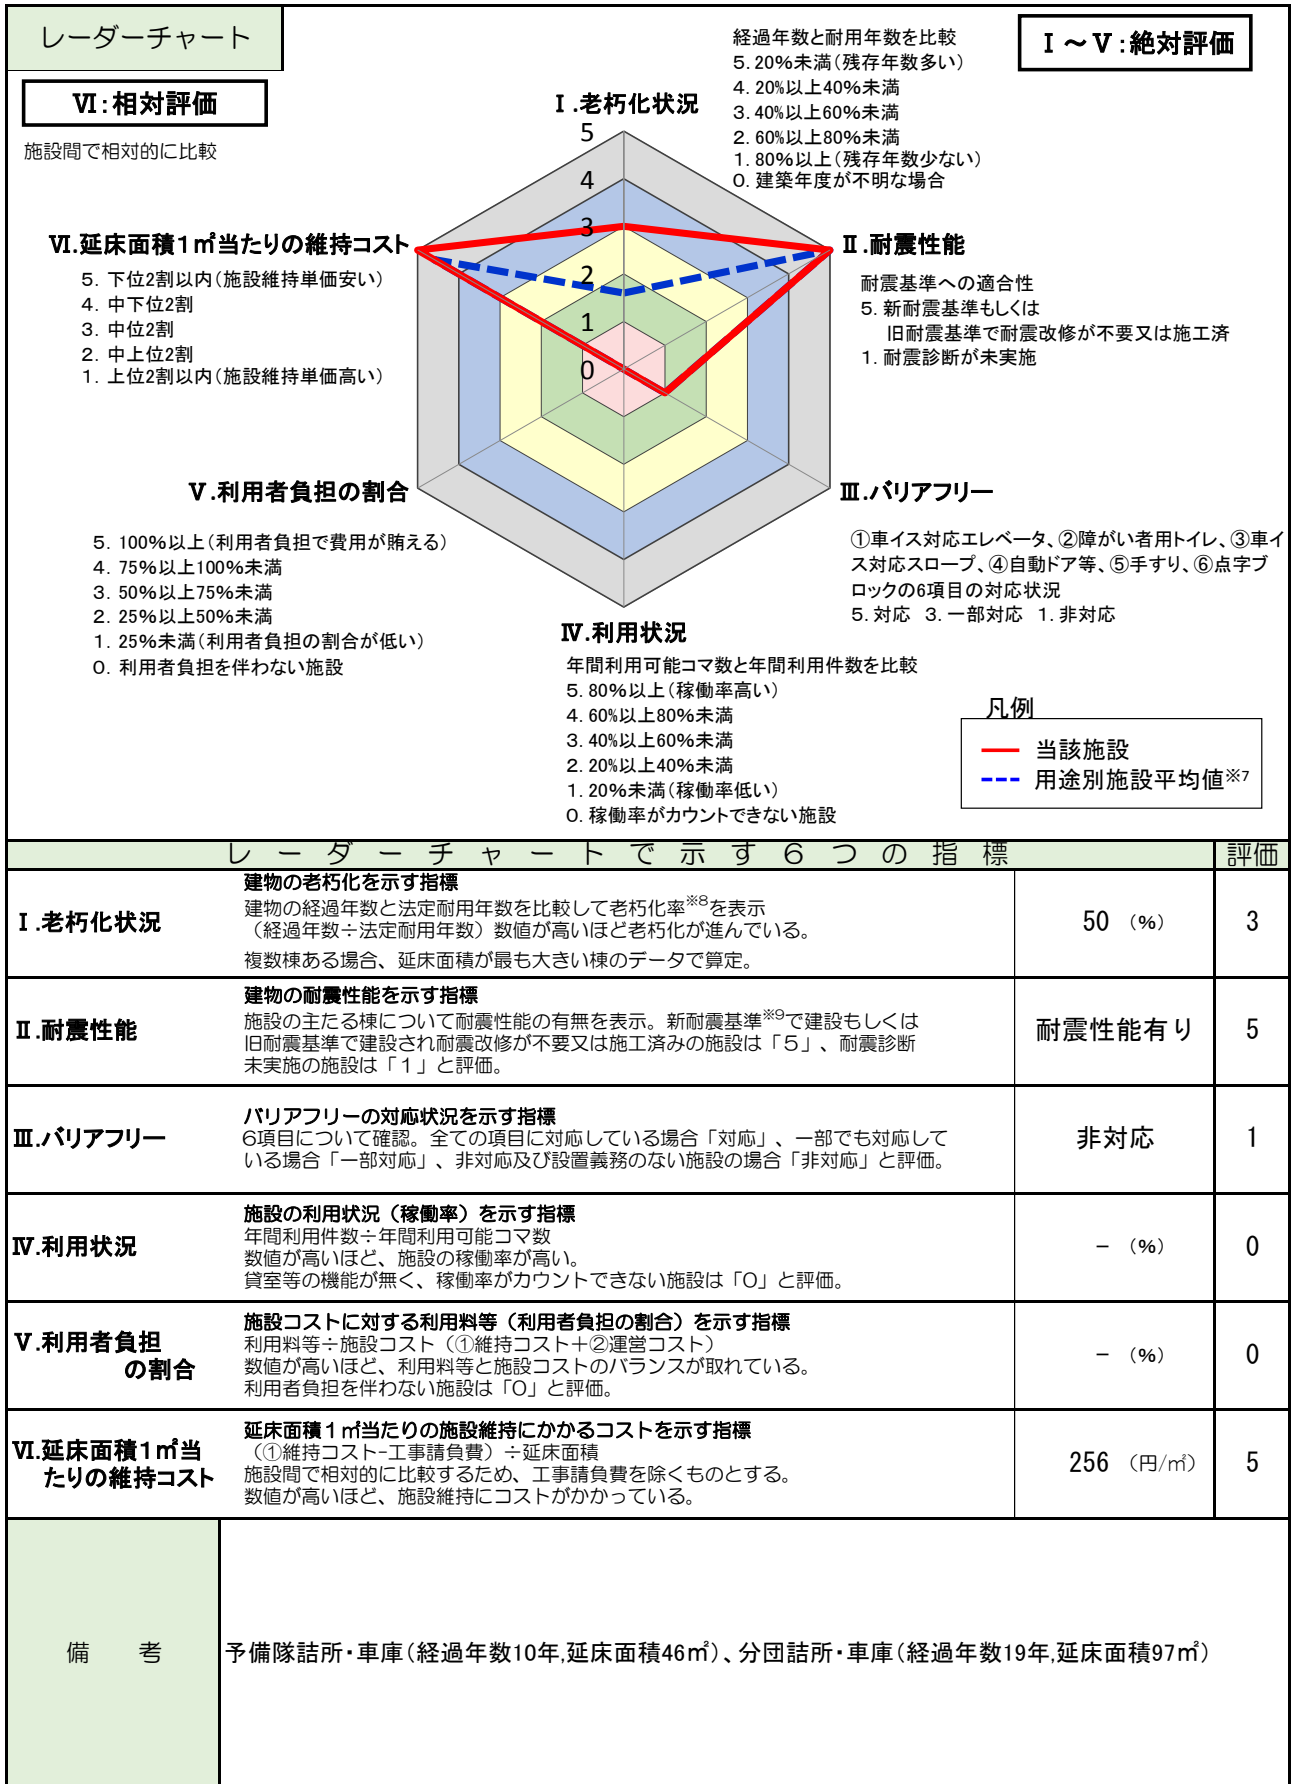 レーダーチャート
Ⅰ～Ⅴ:絶対評価
Ⅵ:相対評価
施設間で相対的に比較
経過年数と耐用年数を比較
5.20%未満(残存年数多い)
4.20%以上40%未満
3.40%以上60%未満
2.60%以上80%未満
1.80%以上(残存年数少ない)
0.建築年度が不明な場合
Ⅰ.老朽化状況
5
4
3
2
1
0
Ⅵ.延床面積1㎡当たりの維持コスト
5. 下位2割以内(施設維持単価安い)
4. 中下位2割
3. 中位2割
2. 中上位2割
1. 上位2割以内(施設維持単価高い)
Ⅱ.耐震性能
耐震基準への適合性
5. 新耐震基準もしくは
旧耐震基準で耐震改修が不要又は施工済
1. 耐震診断が未実施
Ⅴ.利用者負担の割合
5. 100%以上(利用者負担で費用が賄える)
4. 75%以上100%未満
3. 50%以上75%未満
2. 25%以上50%未満
1. 25%未満(利用者負担の割合が低い)
0. 利用者負担を伴わない施設
Ⅲ.バリアフリー
①車イス対応エレベータ、②障がい者用トイレ、③車イ
ス対応スロープ、④自動ドア等、⑤手すり、⑥点字ブ
ロックの6項目の対応状況
5.対応 3.一部対応 1.非対応
Ⅳ.利用状況
年間利用可能コマ数と年間利用件数を比較
5.80%以上(稼働率高い)
4.60%以上80%未満
3.40%以上60%未満
2.20%以上40%未満
1.20%未満(稼働率低い)
0.稼働率がカウントできない施設
凡例
当該施設
用途別施設平均値※7
レーダーチャートで示す6つの指標 評価
Ⅰ.老朽化状況
建物の老朽化を示す指標
建物の経過年数と法定耐用年数を比較して老朽化率※8を表示
(経過年数÷法定耐用年数)数値が高いほど老朽化が進んでいる。
複数棟ある場合、延床面積が最も大きい棟のデータで算定。
50 (%) 3
Ⅱ.耐震性能
建物の耐震性能を示す指標
施設の主たる棟について耐震性能の有無を表示。新耐震基準※9で建設もしくは
旧耐震基準で建設され耐震改修が不要又は施工済みの施設は「5」、耐震診断
未実施の施設は「1」と評価。
耐震性能有り 5
Ⅲ.バリアフリー
バリアフリーの対応状況を示す指標
6項目について確認。全ての項目に対応している場合「対応」、一部でも対応して
いる場合「一部対応」、非対応及び設置義務のない施設の場合「非対応」と評価。
非対応 1
Ⅳ.利用状況
施設の利用状況(稼働率)を示す指標
年間利用件数÷年間利用可能コマ数
数値が高いほど、施設の稼働率が高い。
貸室等の機能が無く、稼働率がカウントできない施設は「0」と評価。
− (%) 0
Ⅴ.利用者負担
の割合
施設コストに対する利用料等(利用者負担の割合)を示す指標
利用料等÷施設コスト(①維持コスト+②運営コスト)
数値が高いほど、利用料等と施設コストのバランスが取れている。
利用者負担を伴わない施設は「0」と評価。
− (%) 0
Ⅵ.延床面積1㎡当
たりの維持コスト
延床面積1㎡当たりの施設維持にかかるコストを示す指標
(①維持コスト-工事請負費)÷延床面積
施設間で相対的に比較するため、工事請負費を除くものとする。
数値が高いほど、施設維持にコストがかかっている。
256 (円/㎡) 5
備 考
予備隊詰所・車庫(経過年数10年,延床面積46㎡)、分団詰所・車庫(経過年数19年,延床面積97㎡)